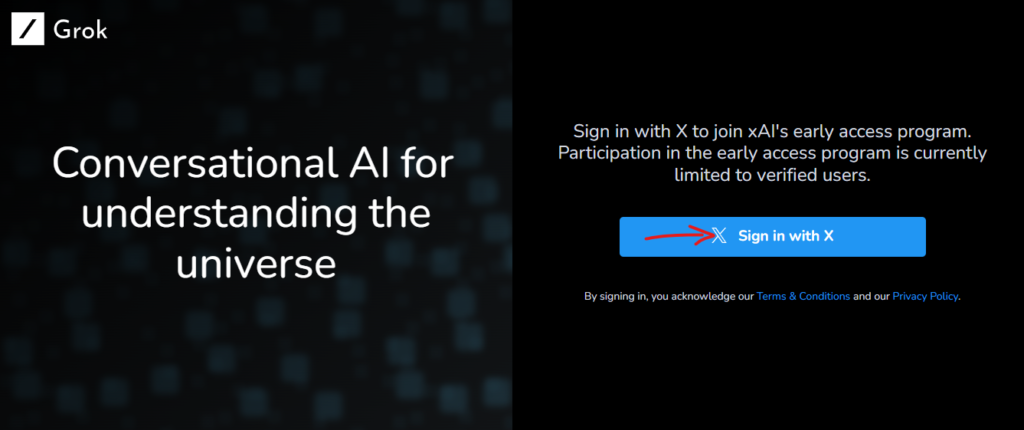 Grok
Conversational AI for
understanding the
universe
Sign in with X to join xAI's early access program.
Participation in the early access program is currently
limited to verified users.
Sign in with X
By signing in, you acknowledge our Terms & Conditions and our Privacy Policy.